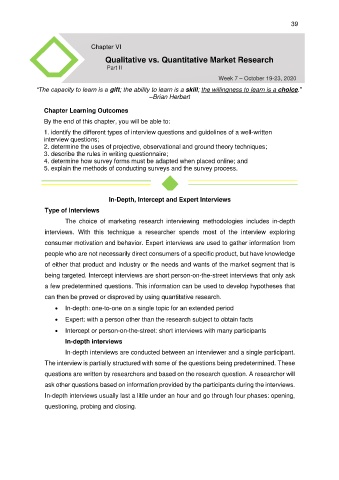 39
Chapter VI
Qualitative vs. Quantitative Market Research
Part II
Week 7 – October 19-23, 2020
“The capacity to learn is a gift; the ability to learn is a skill; the willingness to learn is a choice.”
–Brian Herbert
Chapter Learning Outcomes
By the end of this chapter, you will be able to:
1. identify the different types of interview questions and guidelines of a well-written
interview questions;
2. determine the uses of projective, observational and ground theory techniques;
3. describe the rules in writing questionnaire;
4. determine how survey forms must be adapted when placed online; and
5. explain the methods of conducting surveys and the survey process.
In-Depth, Intercept and Expert Interviews
Type of interviews
The choice of marketing research interviewing methodologies includes in-depth
interviews. With this technique a researcher spends most of the interview exploring
consumer motivation and behavior. Expert interviews are used to gather information from
people who are not necessarily direct consumers of a specific product, but have knowledge
of either that product and industry or the needs and wants of the market segment that is
being targeted. Intercept interviews are short person-on-the-street interviews that only ask
a few predetermined questions. This information can be used to develop hypotheses that
can then be proved or disproved by using quantitative research.
• In-depth: one-to-one on a single topic for an extended period
• Expert: with a person other than the research subject to obtain facts
• Intercept or person-on-the-street: short interviews with many participants
In-depth interviews
In-depth interviews are conducted between an interviewer and a single participant.
The interview is partially structured with some of the questions being predetermined. These
questions are written by researchers and based on the research question. A researcher will
ask other questions based on information provided by the participants during the interviews.
In-depth interviews usually last a little under an hour and go through four phases: opening,
questioning, probing and closing.